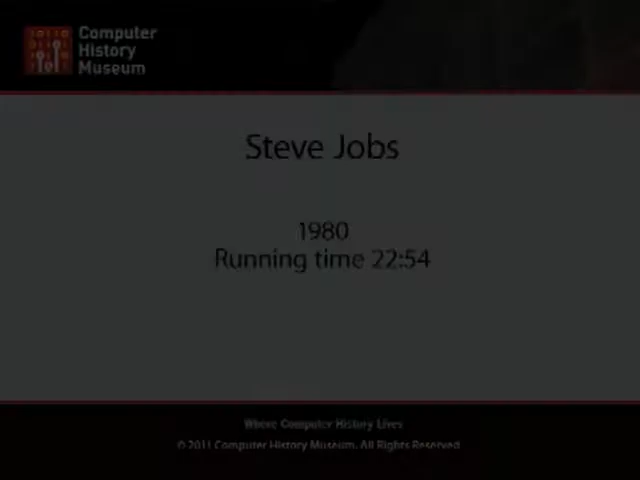 Computer
History
Museum
Steve Jobs
1980
Running time 22:54
Where Computer History Lives
© 2011 Computer History Museum. All Rights Reserved.